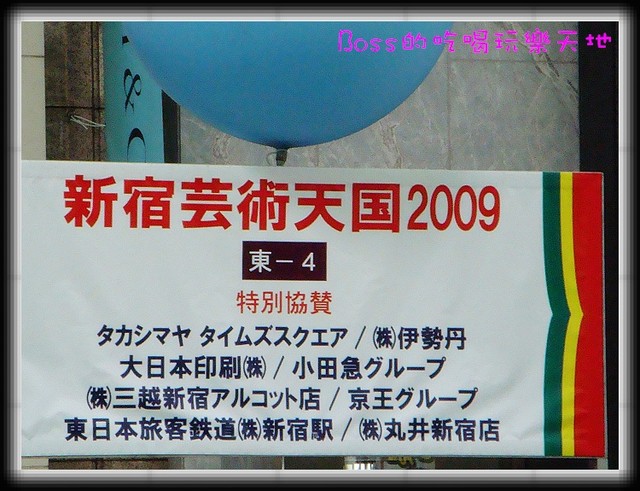 Boss的吃喝玩樂天地
& C
新宿芸術天国2009
東－4
特別協賛
タカシマヤ タイムズスクエア / ㈱伊勢丹
大日本印刷㈱ / 小田急グループ
㈱三越新宿アルコット店 / 京王グループ
東日本旅客鉄道㈱新宿駅 / ㈱丸井新宿店